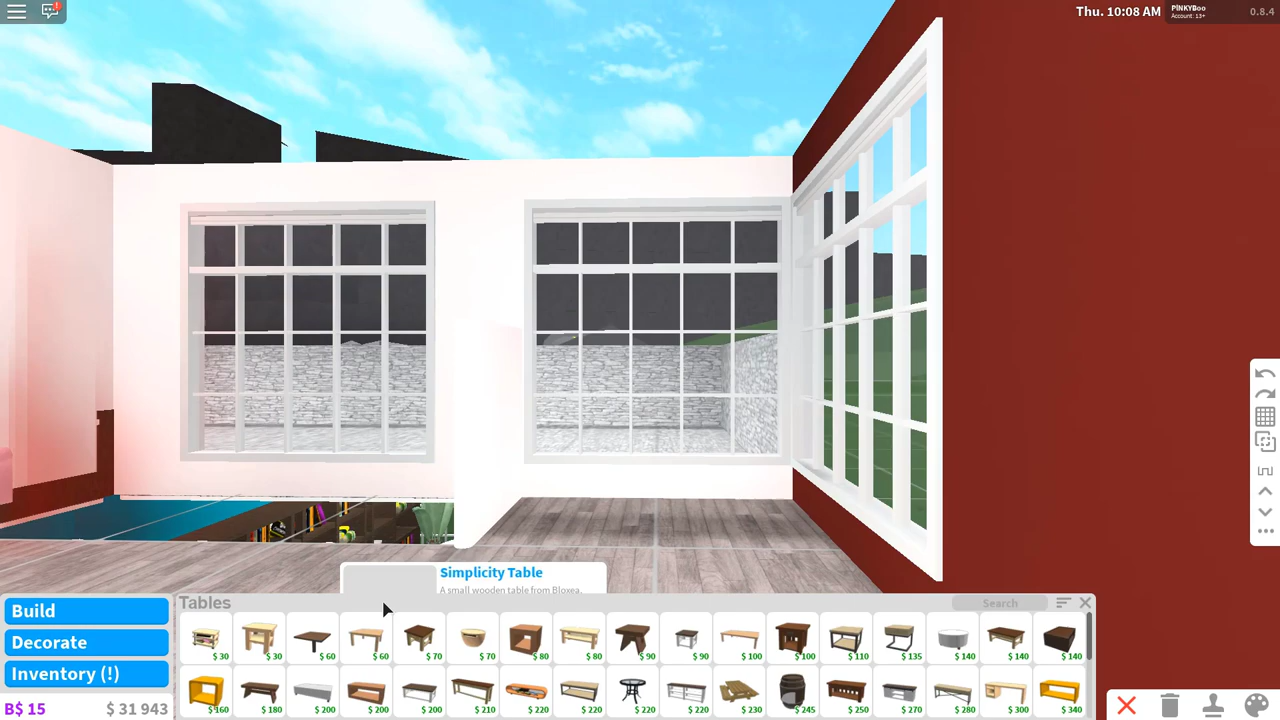 Thu. 10:08 AM
PINKYBoo
Account: 13+
0.8.4
Simplicity Table
A small wooden table from Bloxea.
Build
Decorate
Inventory (!)
B$ 15
$ 31 943
Tables
Search
$ 30
$ 30
$ 60
$ 60
$ 70
$ 70
$ 80
$ 80
$ 90
$ 90
$ 100
$ 100
$ 110
$ 135
$ 140
$ 140
$ 140
$ 160
$ 180
$ 200
$ 200
$ 200
$ 210
$ 220
$ 220
$ 220
$ 220
$ 230
$ 245
$ 250
$ 270
$ 280
$ 300
$ 340